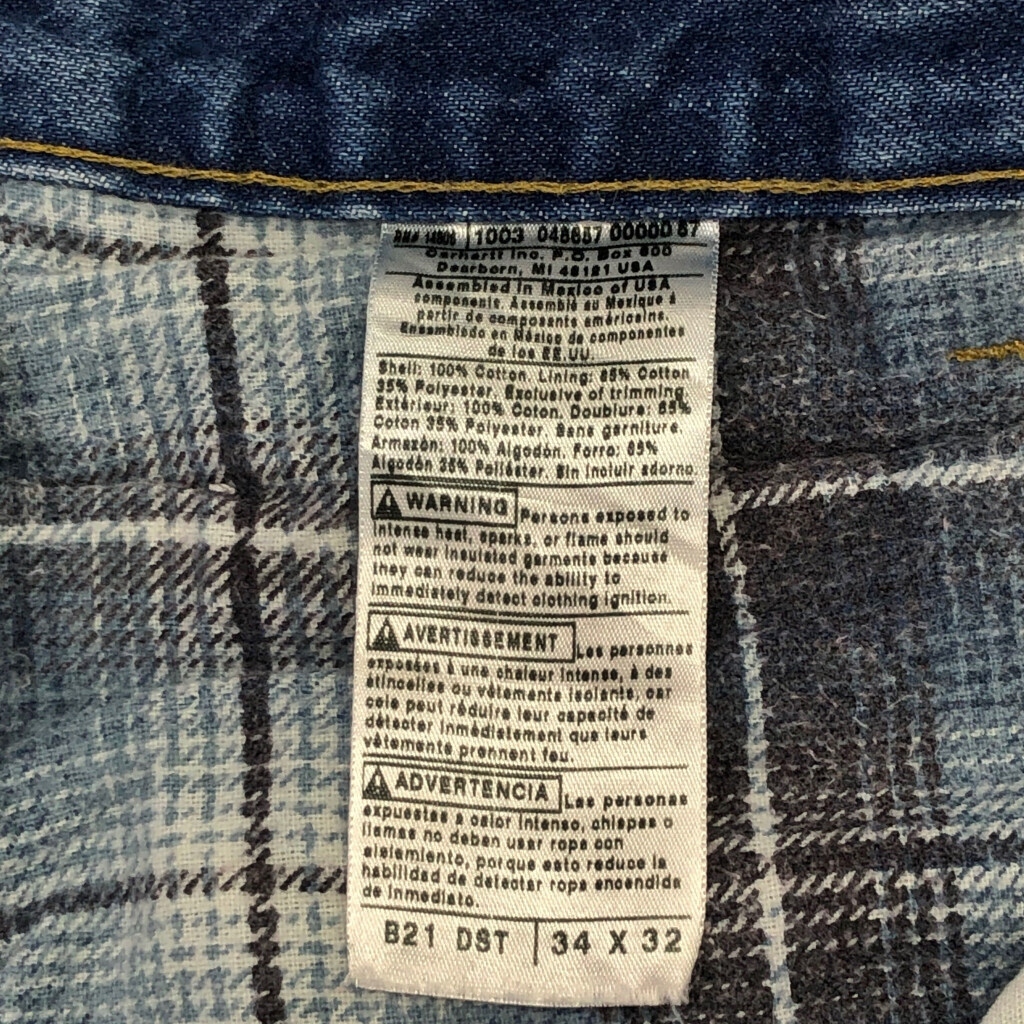 RN# 14806 1003 048657 00000 57
Carhartt Inc. P.O. Box 600
Dearborn, MI 48121 USA
Assembled in Mexico of USA
components. Assemblé au Mexique à
partir de composants américains.
Ensamblado en México de componentes
de los EE.UU.
Shell: 100% Cotton. Lining: 65% Cotton
35% Polyester. Exclusive of trimming.
Extérieur: 100% Coton. Doublure: 65%
Coton 35% Polyester. Sans garniture.
Armazón: 100% Algodón. Forro: 65%
Algodón 35% Poliéster. Sin incluir adorno.
WARNING Persons exposed to
intense heat, sparks, or flame should
not wear insulated garments because
they can reduce the ability to
immediately detect clothing ignition.
AVERTISSEMENT Les personnes
exposées à une chaleur intense, à des
étincelles ou vêtements isolants, car
cela peut réduire leur capacité de
détecter immédiatement que leurs
vêtements prennent feu.
ADVERTENCIA Las personas
expuestas a calor intenso, chispas o
llamas no deben usar ropa con
aislamiento, porque esto reduce la
habilidad de detectar ropa encendida
de inmediato.
B21 DST 34 X 32